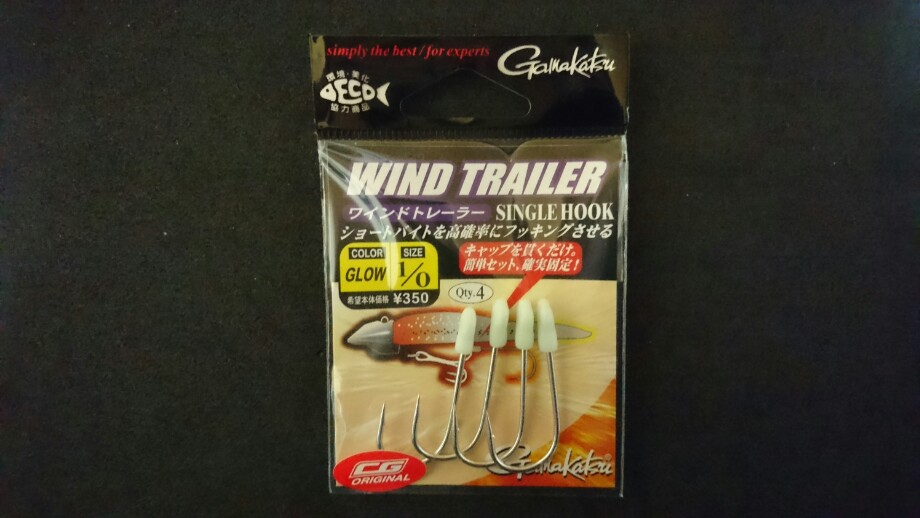 simply the best/for experts
Gamakatsu
環境・美化
DECO
協力商品
WIND TRAILER
ワインドトレーラー SINGLE HOOK
ショートバイトを高確率にフッキングさせる
COLOR SIZE
GLOW 1/0
キャップを貫くだけ。
簡単セット、確実固定!
希望本体価格 ¥350
Qty.4
CG
ORIGINAL
Gamakatsu®